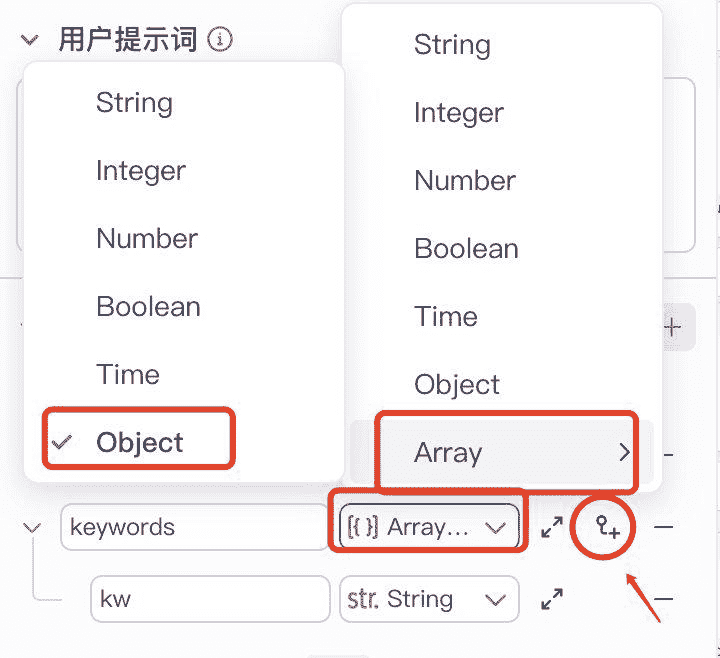 用户提示词
String
Integer
Number
Boolean
Time
Object
String
Integer
Number
Boolean
Time
Object
Array
keywords
[{ }] Array...
kw
str. String